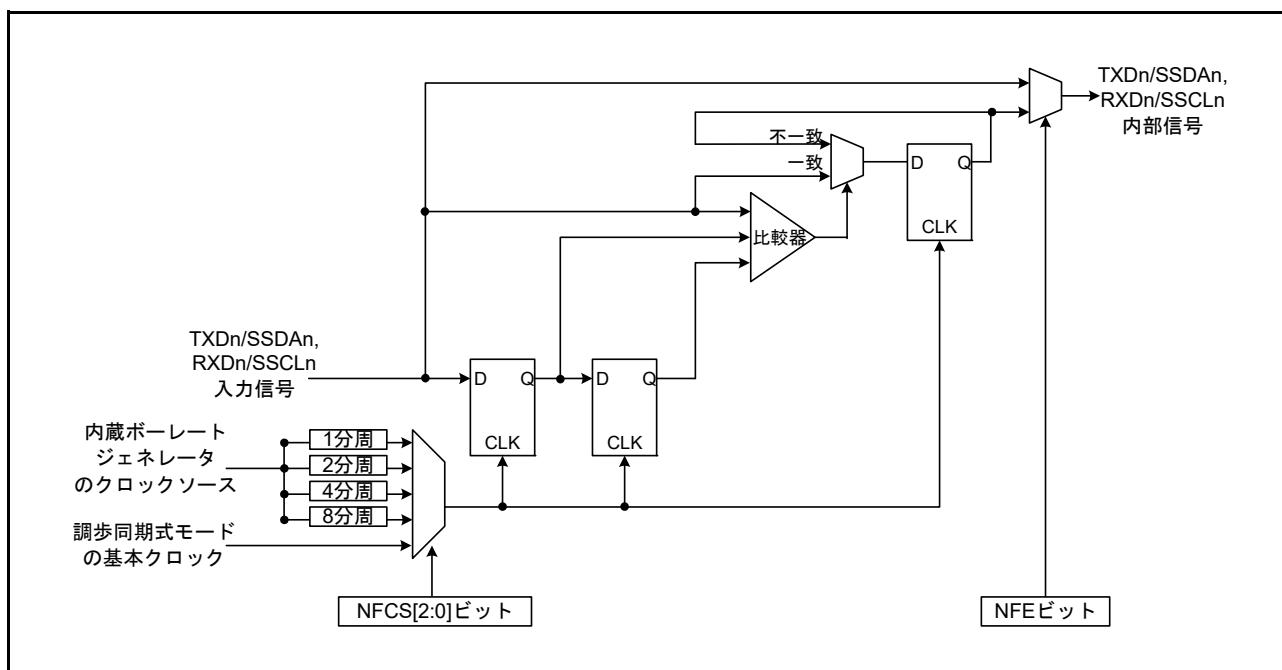 TXDn/SSDAn,
RXDn/SSCLn
内部信号
不一致
一致
D
Q
CLK
比較器
TXDn/SSDAn,
RXDn/SSCLn
入力信号
D
Q
CLK
D
Q
CLK
内蔵ボーレート
ジェネレータ
のクロックソース
1分周
2分周
4分周
8分周
調歩同期式モード
の基本クロック
NFCS[2:0]ビット
NFEビット